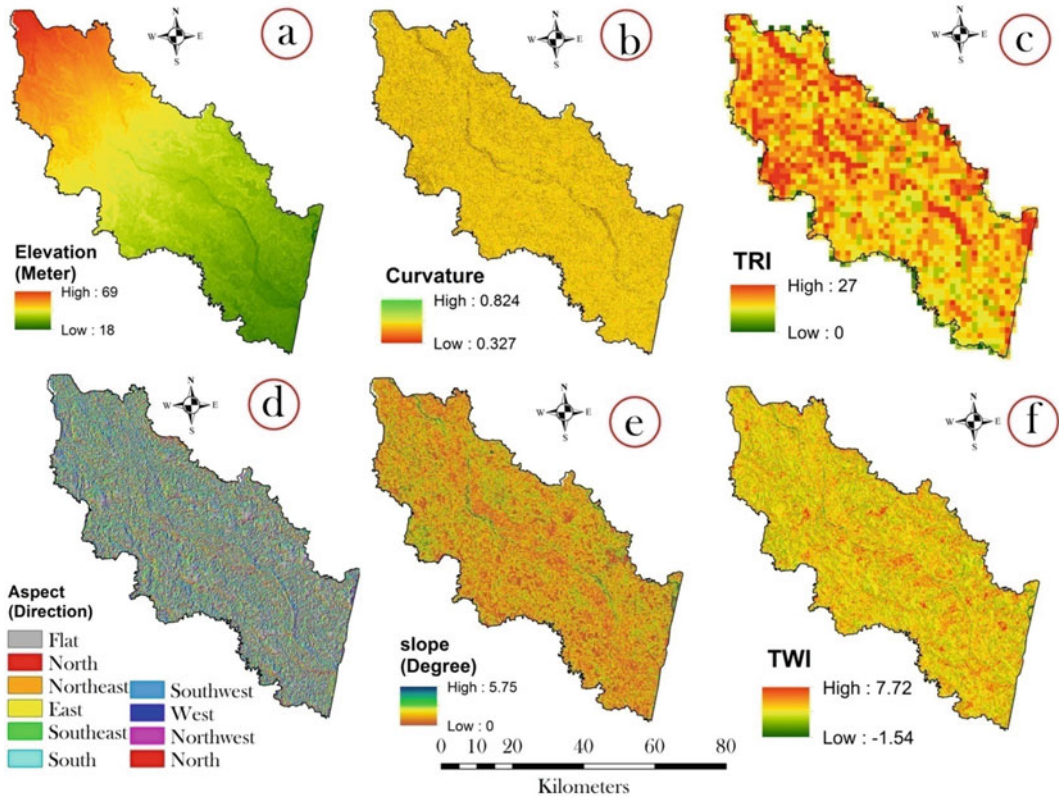 N
W E
S
a
Elevation
(Meter)
High : 69
Low : 18
N
W E
S
b
Curvature
High : 0.824
Low : 0.327
N
W E
S
c
TRI
High : 27
Low : 0
N
W E
S
d
Aspect
(Direction)
Flat
North
Northeast
East
Southeast
South
Southwest
West
Northwest
North
N
W E
S
e
slope
(Degree)
High : 5.75
Low : 0
N
W E
S
f
TWI
High : 7.72
Low : -1.54
0 10 20 40 60 80
Kilometers